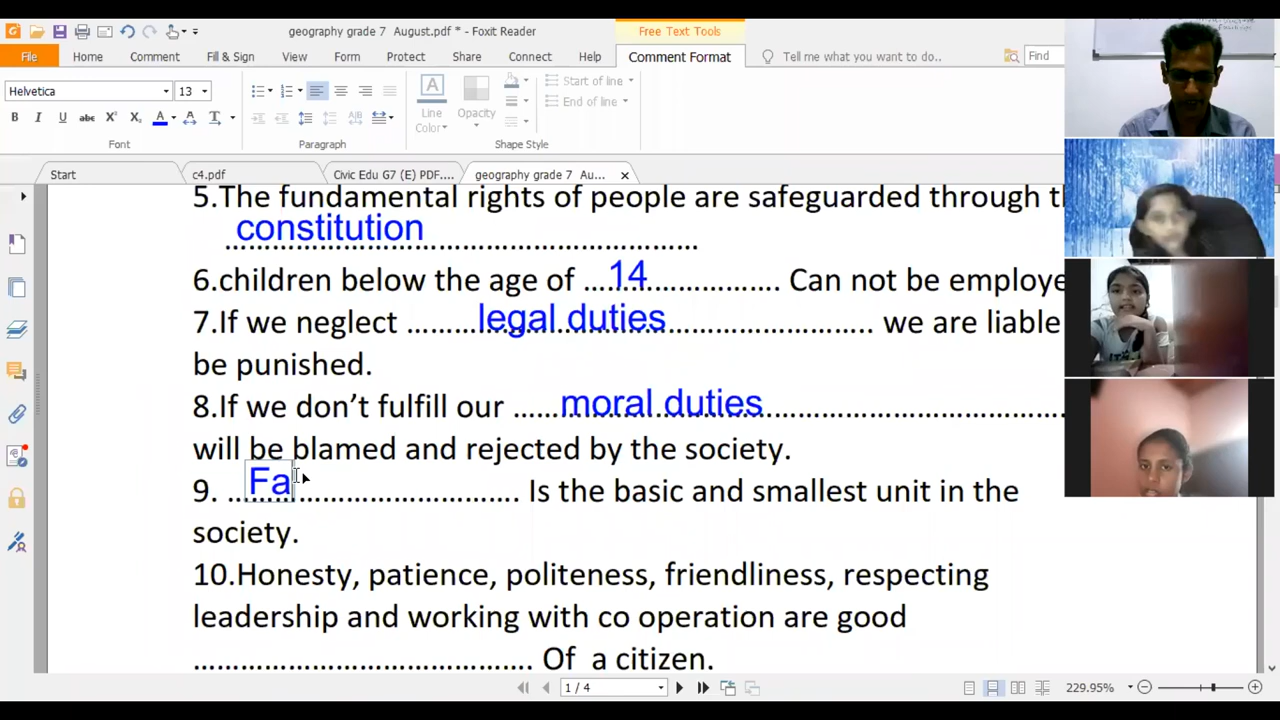 geography grade 7 August.pdf * - Foxit Reader
Free Text Tools
File
Home
Comment
Fill & Sign
View
Form
Protect
Share
Connect
Help
Comment Format
Tell me what you want to do..
Find
Helvetica
13
Line Color
Opacity
Start of line
End of line
Font
Paragraph
Shape Style
Start
c4.pdf
Civic Edu G7 (E) PDF....
geography grade 7 Au...
5.The fundamental rights of people are safeguarded through
constitution
……………………………………………………
6.children below the age of …14……………. Can not be employe
7.If we neglect ……legal duties………………….. we are liable
be punished.
8.If we don’t fulfill our ……moral duties……………………
will be blamed and rejected by the society.
9. Fa……………………………. Is the basic and smallest unit in the
society.
10.Honesty, patience, politeness, friendliness, respecting
leadership and working with co operation are good
……………………………………. Of a citizen.
1 / 4
229.95%